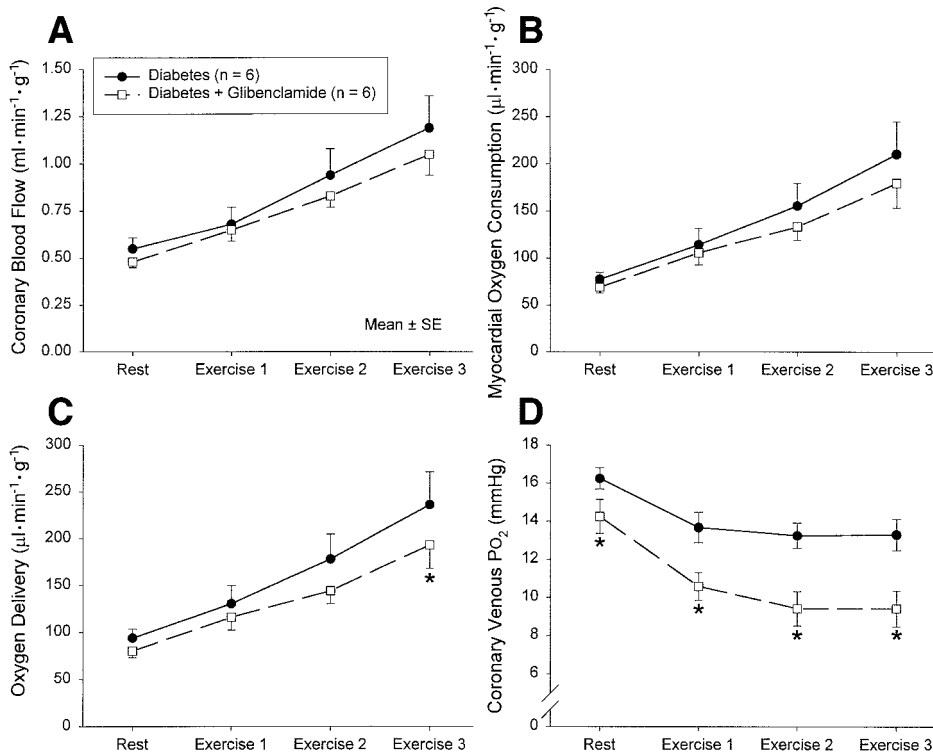 A
Coronary Blood Flow (ml·min⁻¹·g⁻¹)
1.50
1.25
1.00
0.75
0.50
0.25
0.00
Diabetes (n = 6)
Diabetes + Glibenclamide (n = 6)
Mean ± SE
Rest Exercise 1 Exercise 2 Exercise 3
B
Myocardial Oxygen Consumption (µl·min⁻¹·g⁻¹)
300
250
200
150
100
50
0
Rest Exercise 1 Exercise 2 Exercise 3
C
Oxygen Delivery (µl·min⁻¹·g⁻¹)
300
250
200
150
100
50
0
*
Rest Exercise 1 Exercise 2 Exercise 3
D
Coronary Venous PO₂ (mmHg)
18
16
14
12
10
8
6
0
* * * *
Rest Exercise 1 Exercise 2 Exercise 3